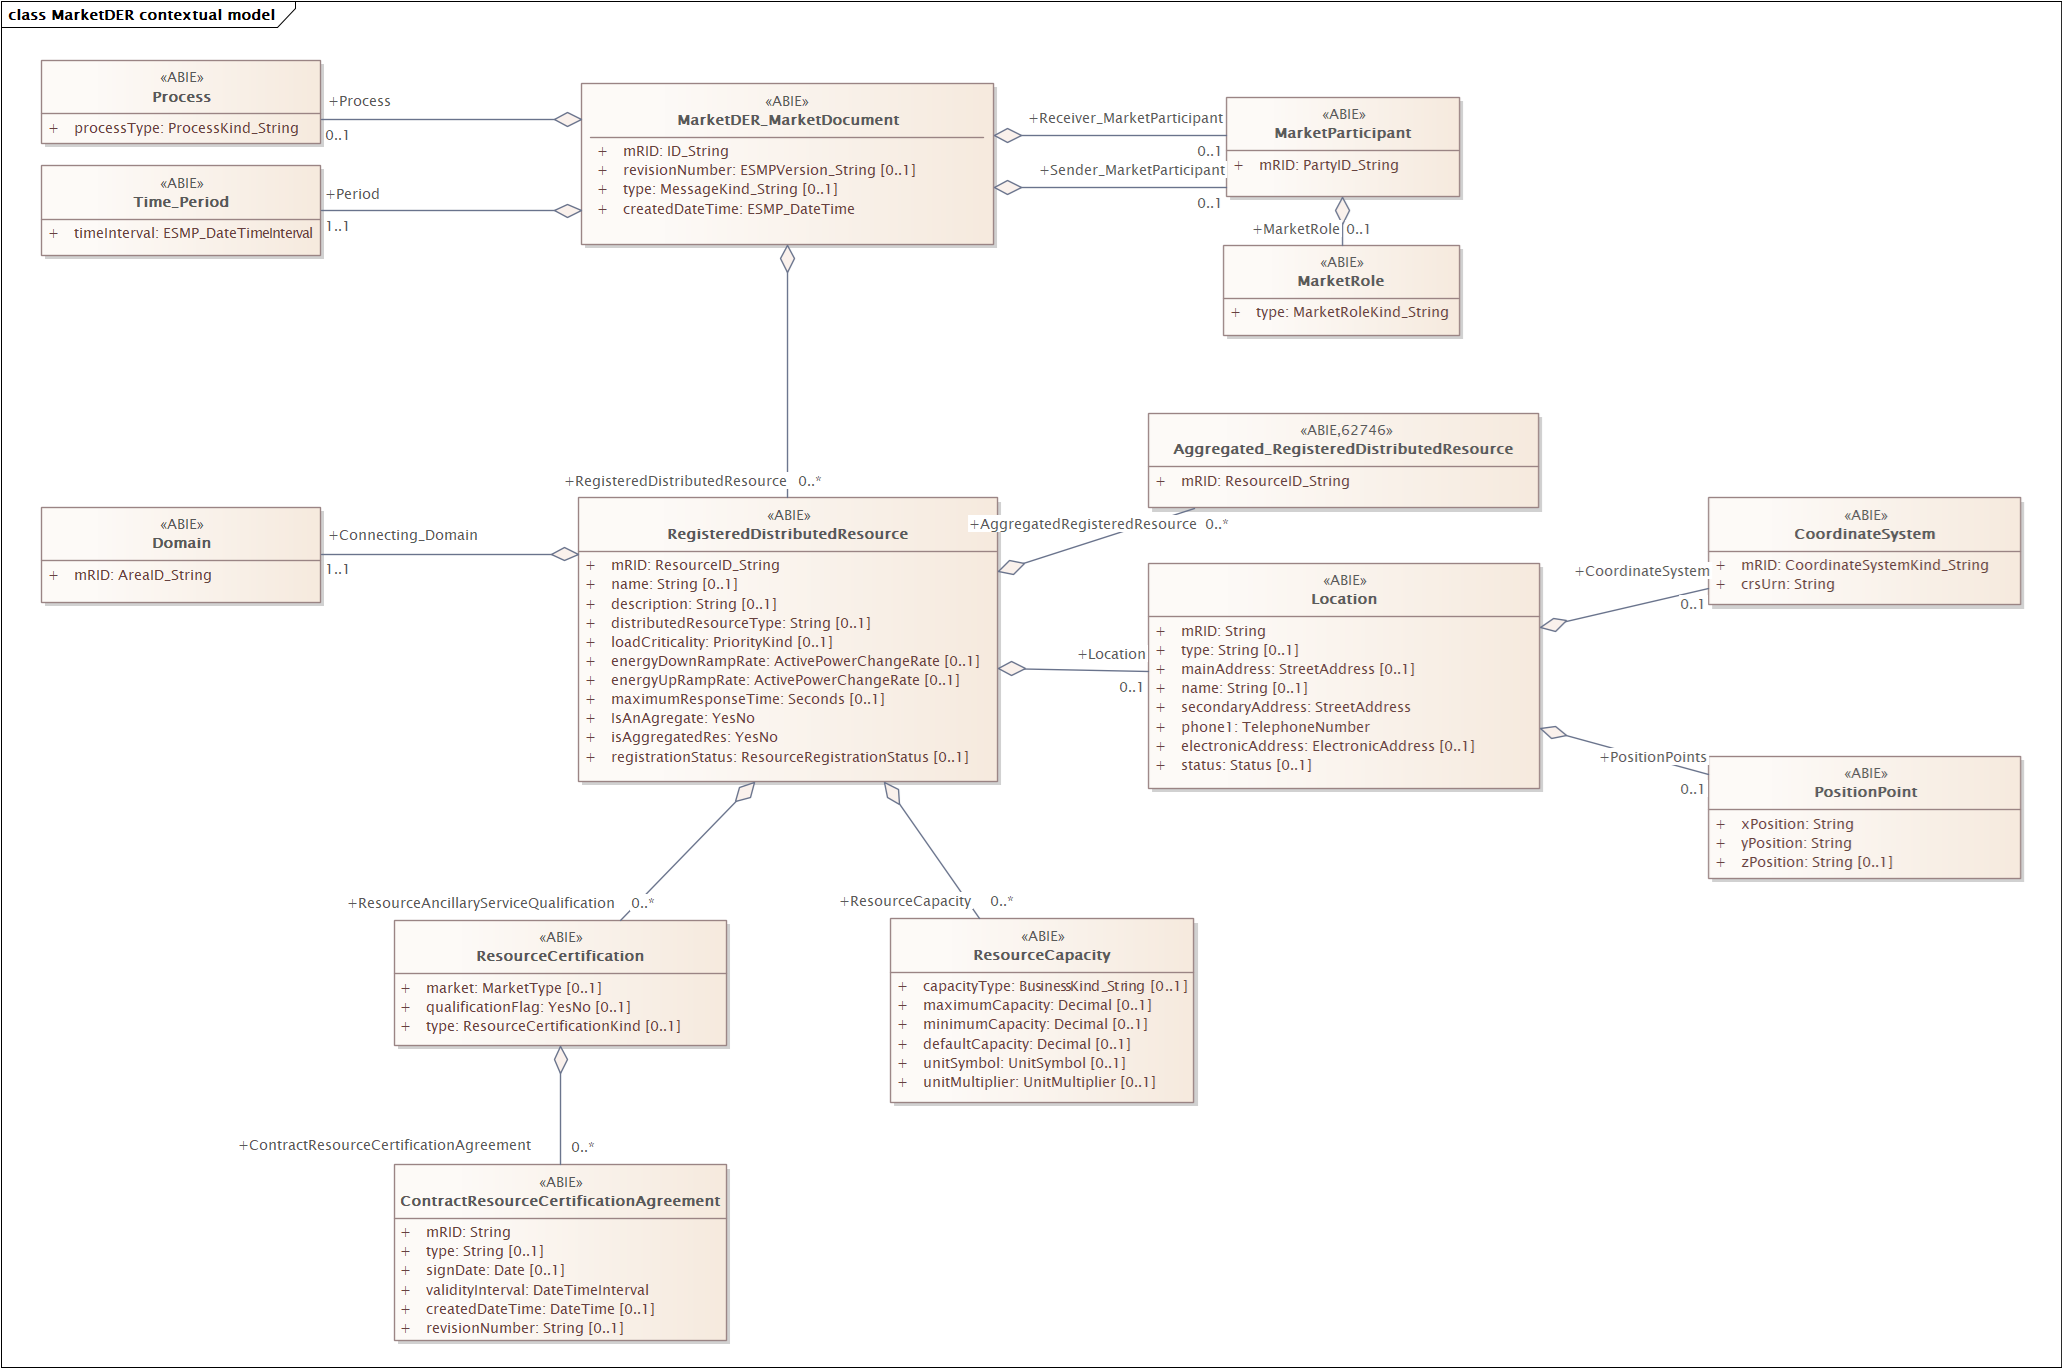 class MarketDER contextual model
«ABIE»
Process
+ processType: ProcessKind_String
+Process
0..1
«ABIE»
Time_Period
+ timeInterval: ESMP_DateTimeInterval
+Period
1..1
«ABIE»
MarketDER_MarketDocument
+ mRID: ID_String
+ revisionNumber: ESMPVersion_String [0..1]
+ type: MessageKind_String [0..1]
+ createdDateTime: ESMP_DateTime
+Receiver_MarketParticipant
0..1
+Sender_MarketParticipant
0..1
«ABIE»
MarketParticipant
+ mRID: PartyID_String
+MarketRole 0..1
«ABIE»
MarketRole
+ type: MarketRoleKind_String
+RegisteredDistributedResource 0..*
«ABIE»
Domain
+ mRID: AreaID_String
+Connecting_Domain
1..1
«ABIE»
RegisteredDistributedResource
+ mRID: ResourceID_String
+ name: String [0..1]
+ description: String [0..1]
+ distributedResourceType: String [0..1]
+ loadCriticality: PriorityKind [0..1]
+ energyDownRampRate: ActivePowerChangeRate [0..1]
+ energyUpRampRate: ActivePowerChangeRate [0..1]
+ maximumResponseTime: Seconds [0..1]
+ IsAnAgregate: YesNo
+ isAggregatedRes: YesNo
+ registrationStatus: ResourceRegistrationStatus [0..1]
«ABIE,62746»
Aggregated_RegisteredDistributedResource
+ mRID: ResourceID_String
+AggregatedRegisteredResource 0..*
+Location
0..1
«ABIE»
Location
+ mRID: String
+ type: String [0..1]
+ mainAddress: StreetAddress [0..1]
+ name: String [0..1]
+ secondaryAddress: StreetAddress
+ phone1: TelephoneNumber
+ electronicAddress: ElectronicAddress [0..1]
+ status: Status [0..1]
+CoordinateSystem
0..1
«ABIE»
CoordinateSystem
+ mRID: CoordinateSystemKind_String
+ crsUrn: String
+PositionPoints
0..1
«ABIE»
PositionPoint
+ xPosition: String
+ yPosition: String
+ zPosition: String [0..1]
+ResourceAncillaryServiceQualification 0..*
«ABIE»
ResourceCertification
+ market: MarketType [0..1]
+ qualificationFlag: YesNo [0..1]
+ type: ResourceCertificationKind [0..1]
+ResourceCapacity 0..*
«ABIE»
ResourceCapacity
+ capacityType: BusinessKind_String [0..1]
+ maximumCapacity: Decimal [0..1]
+ minimumCapacity: Decimal [0..1]
+ defaultCapacity: Decimal [0..1]
+ unitSymbol: UnitSymbol [0..1]
+ unitMultiplier: UnitMultiplier [0..1]
+ContractResourceCertificationAgreement 0..*
«ABIE»
ContractResourceCertificationAgreement
+ mRID: String
+ type: String [0..1]
+ signDate: Date [0..1]
+ validityInterval: DateTimeInterval
+ createdDateTime: DateTime [0..1]
+ revisionNumber: String [0..1]